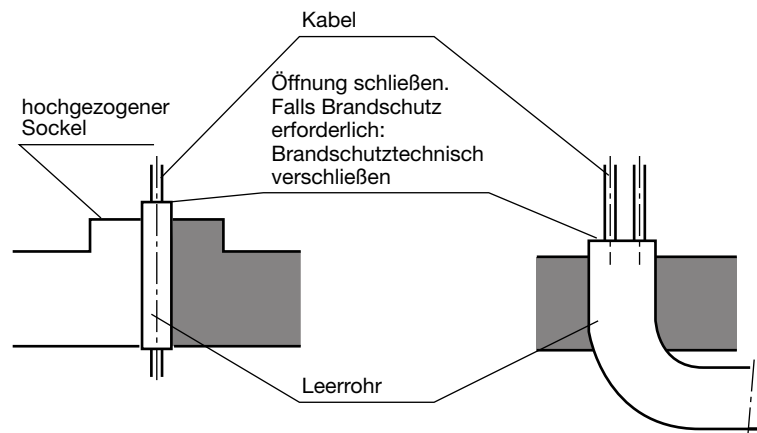 Kabel
Öffnung schließen.
Falls Brandschutz
erforderlich:
Brandschutztechnisch
verschließen
hochgezogener
Sockel
Leerrohr